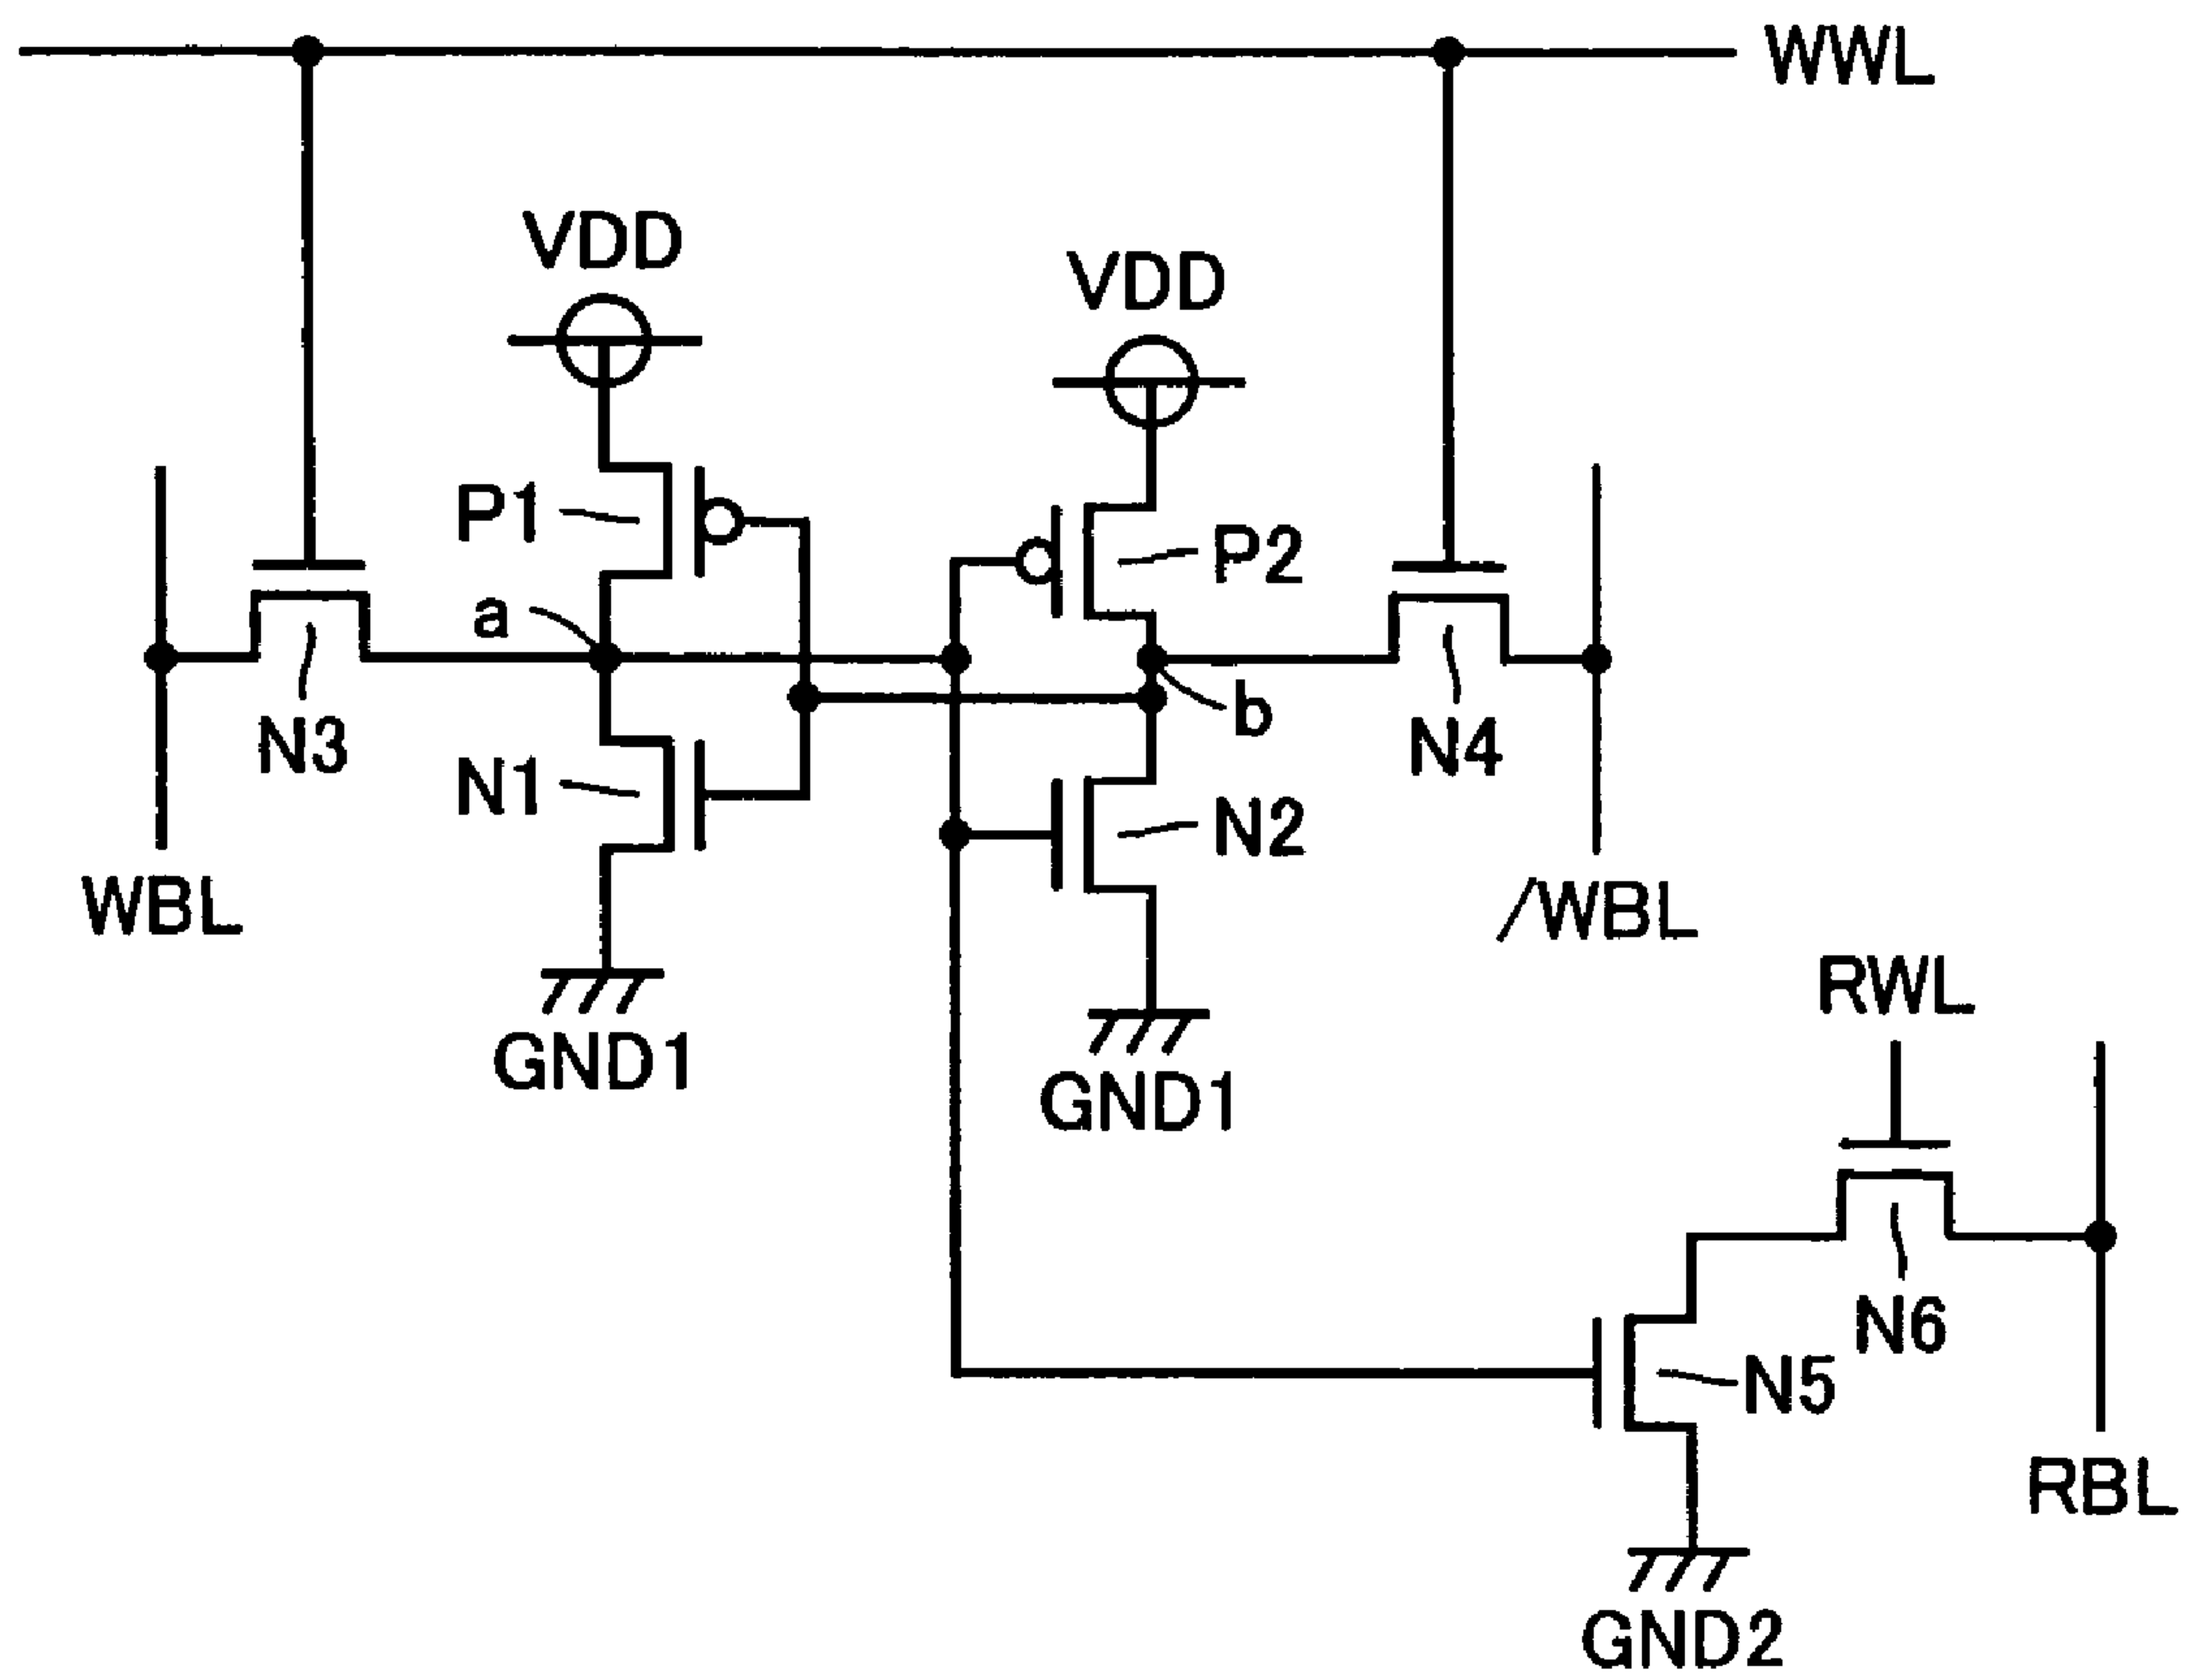 WWL
VDD
VDD
P1
P2
a
b
N3
N4
N1
N2
WBL
/WBL
RWL
GND1
GND1
N6
N5
RBL
GND2